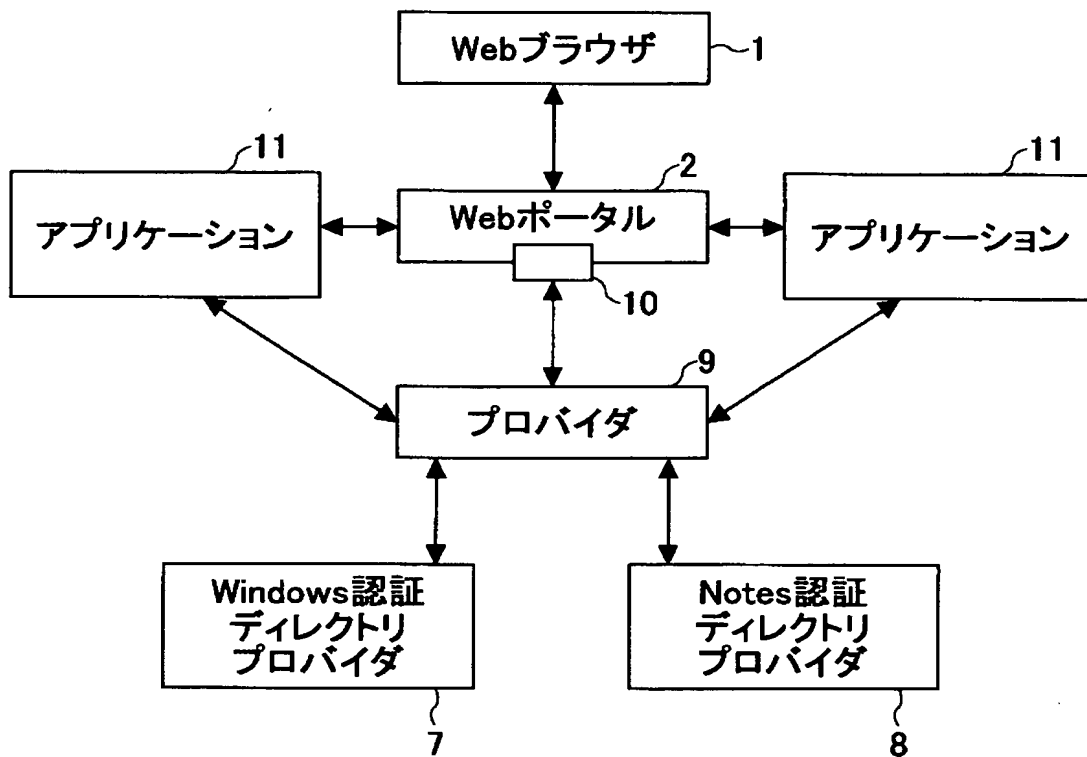 Webブラウザ
1
11
アプリケーション
2
Webポータル
10
11
アプリケーション
9
プロバイダ
Windows認証
ディレクトリ
プロバイダ
7
Notes認証
ディレクトリ
プロバイダ
8